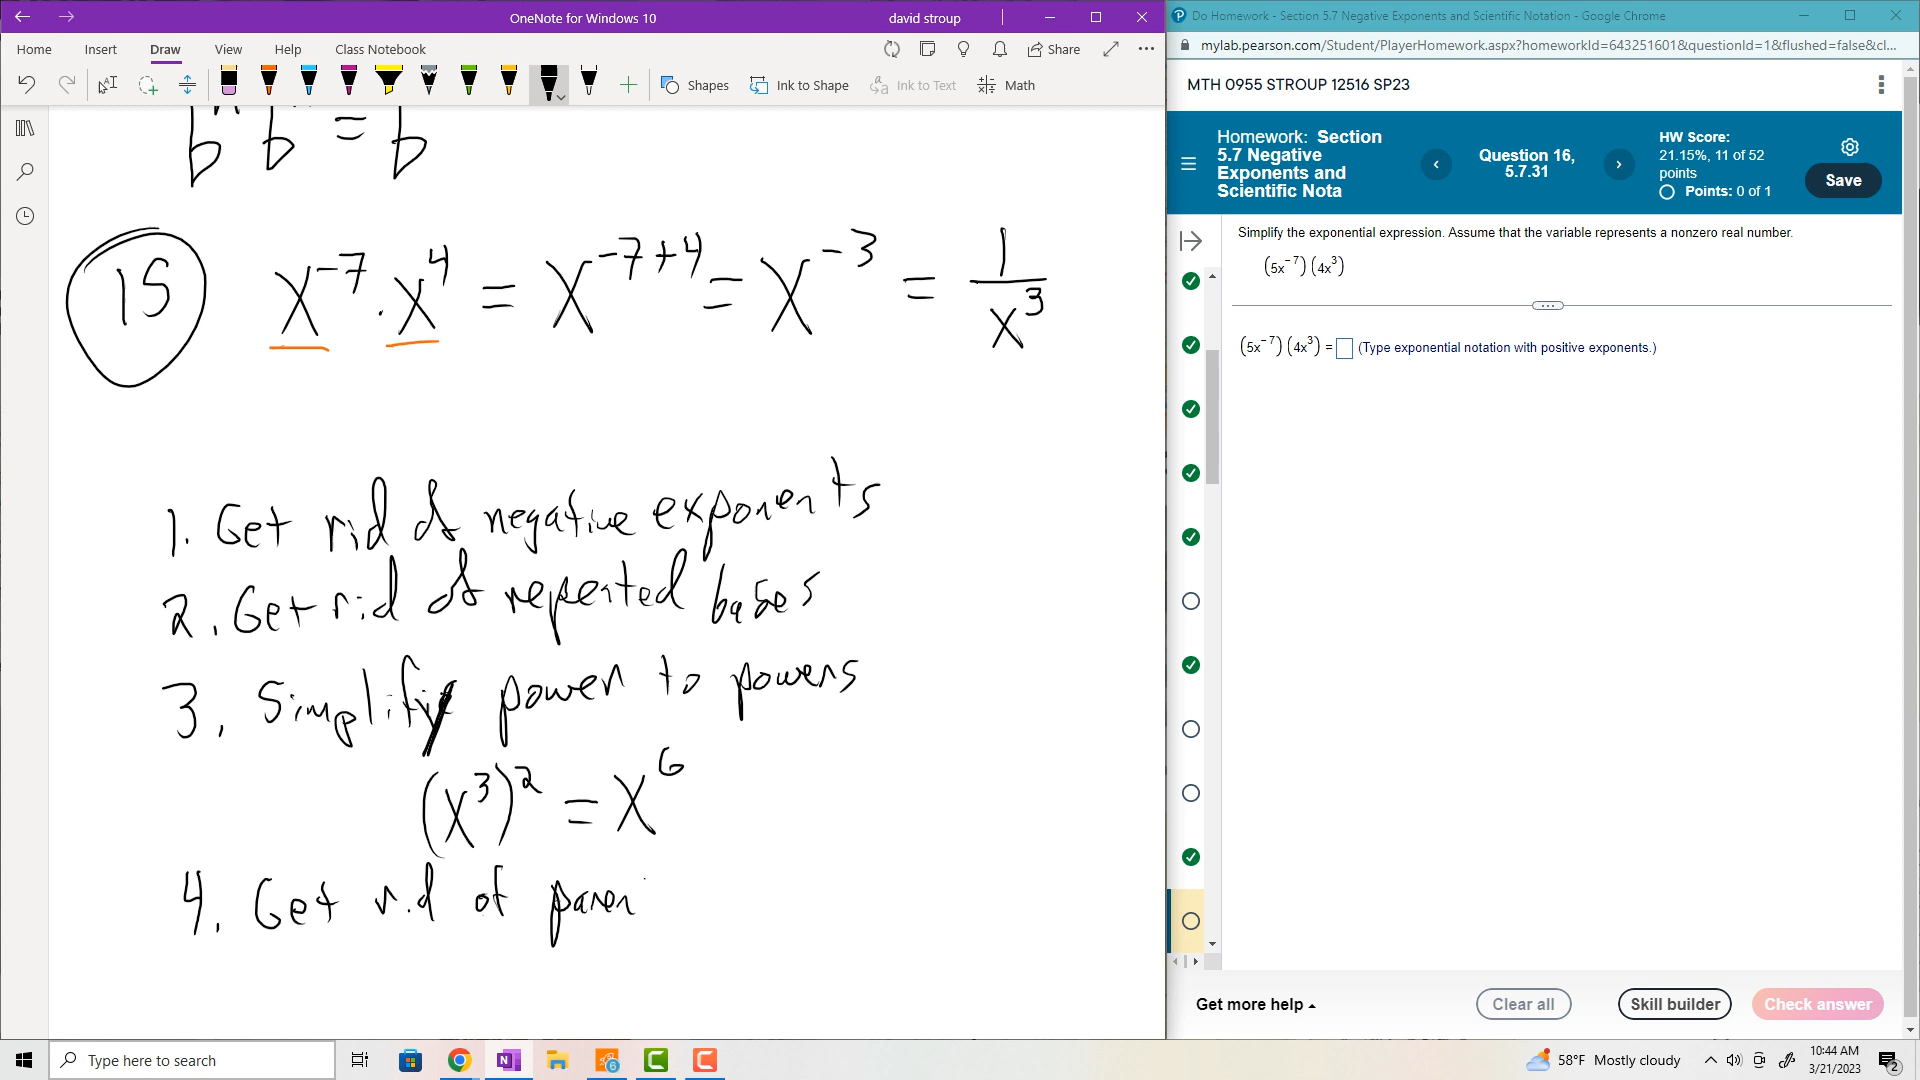 OneNote for Windows 10
david stroup
Home Insert Draw View Help Class Notebook
Share
Shapes Ink to Shape Ink to Text Math
bⁿ b = b
15 x⁻⁷ · x⁴ = x⁻⁷⁺⁴ = x⁻³ = 1/x³
1. Get rid of negative exponents
2. Get rid of repeated bases
3. Simplify power to powers
(x³)² = x⁶
4. Get rid of paren
Do Homework - Section 5.7 Negative Exponents and Scientific Notation - Google Chrome
mylab.pearson.com/Student/PlayerHomework.aspx?homeworkId=643251601&questionId=1&flushed=false&cl...
MTH 0955 STROUP 12516 SP23
Homework: Section
5.7 Negative
Exponents and
Scientific Nota
Question 16,
5.7.31
HW Score:
21.15%, 11 of 52
points
Points: 0 of 1
Save
Simplify the exponential expression. Assume that the variable represents a nonzero real number.
(5x⁻⁷)(4x³)
(5x⁻⁷)(4x³) = (Type exponential notation with positive exponents.)
Get more help
Clear all
Skill builder
Check answer
Type here to search
6
58°F Mostly cloudy
10:44 AM
3/21/2023
2